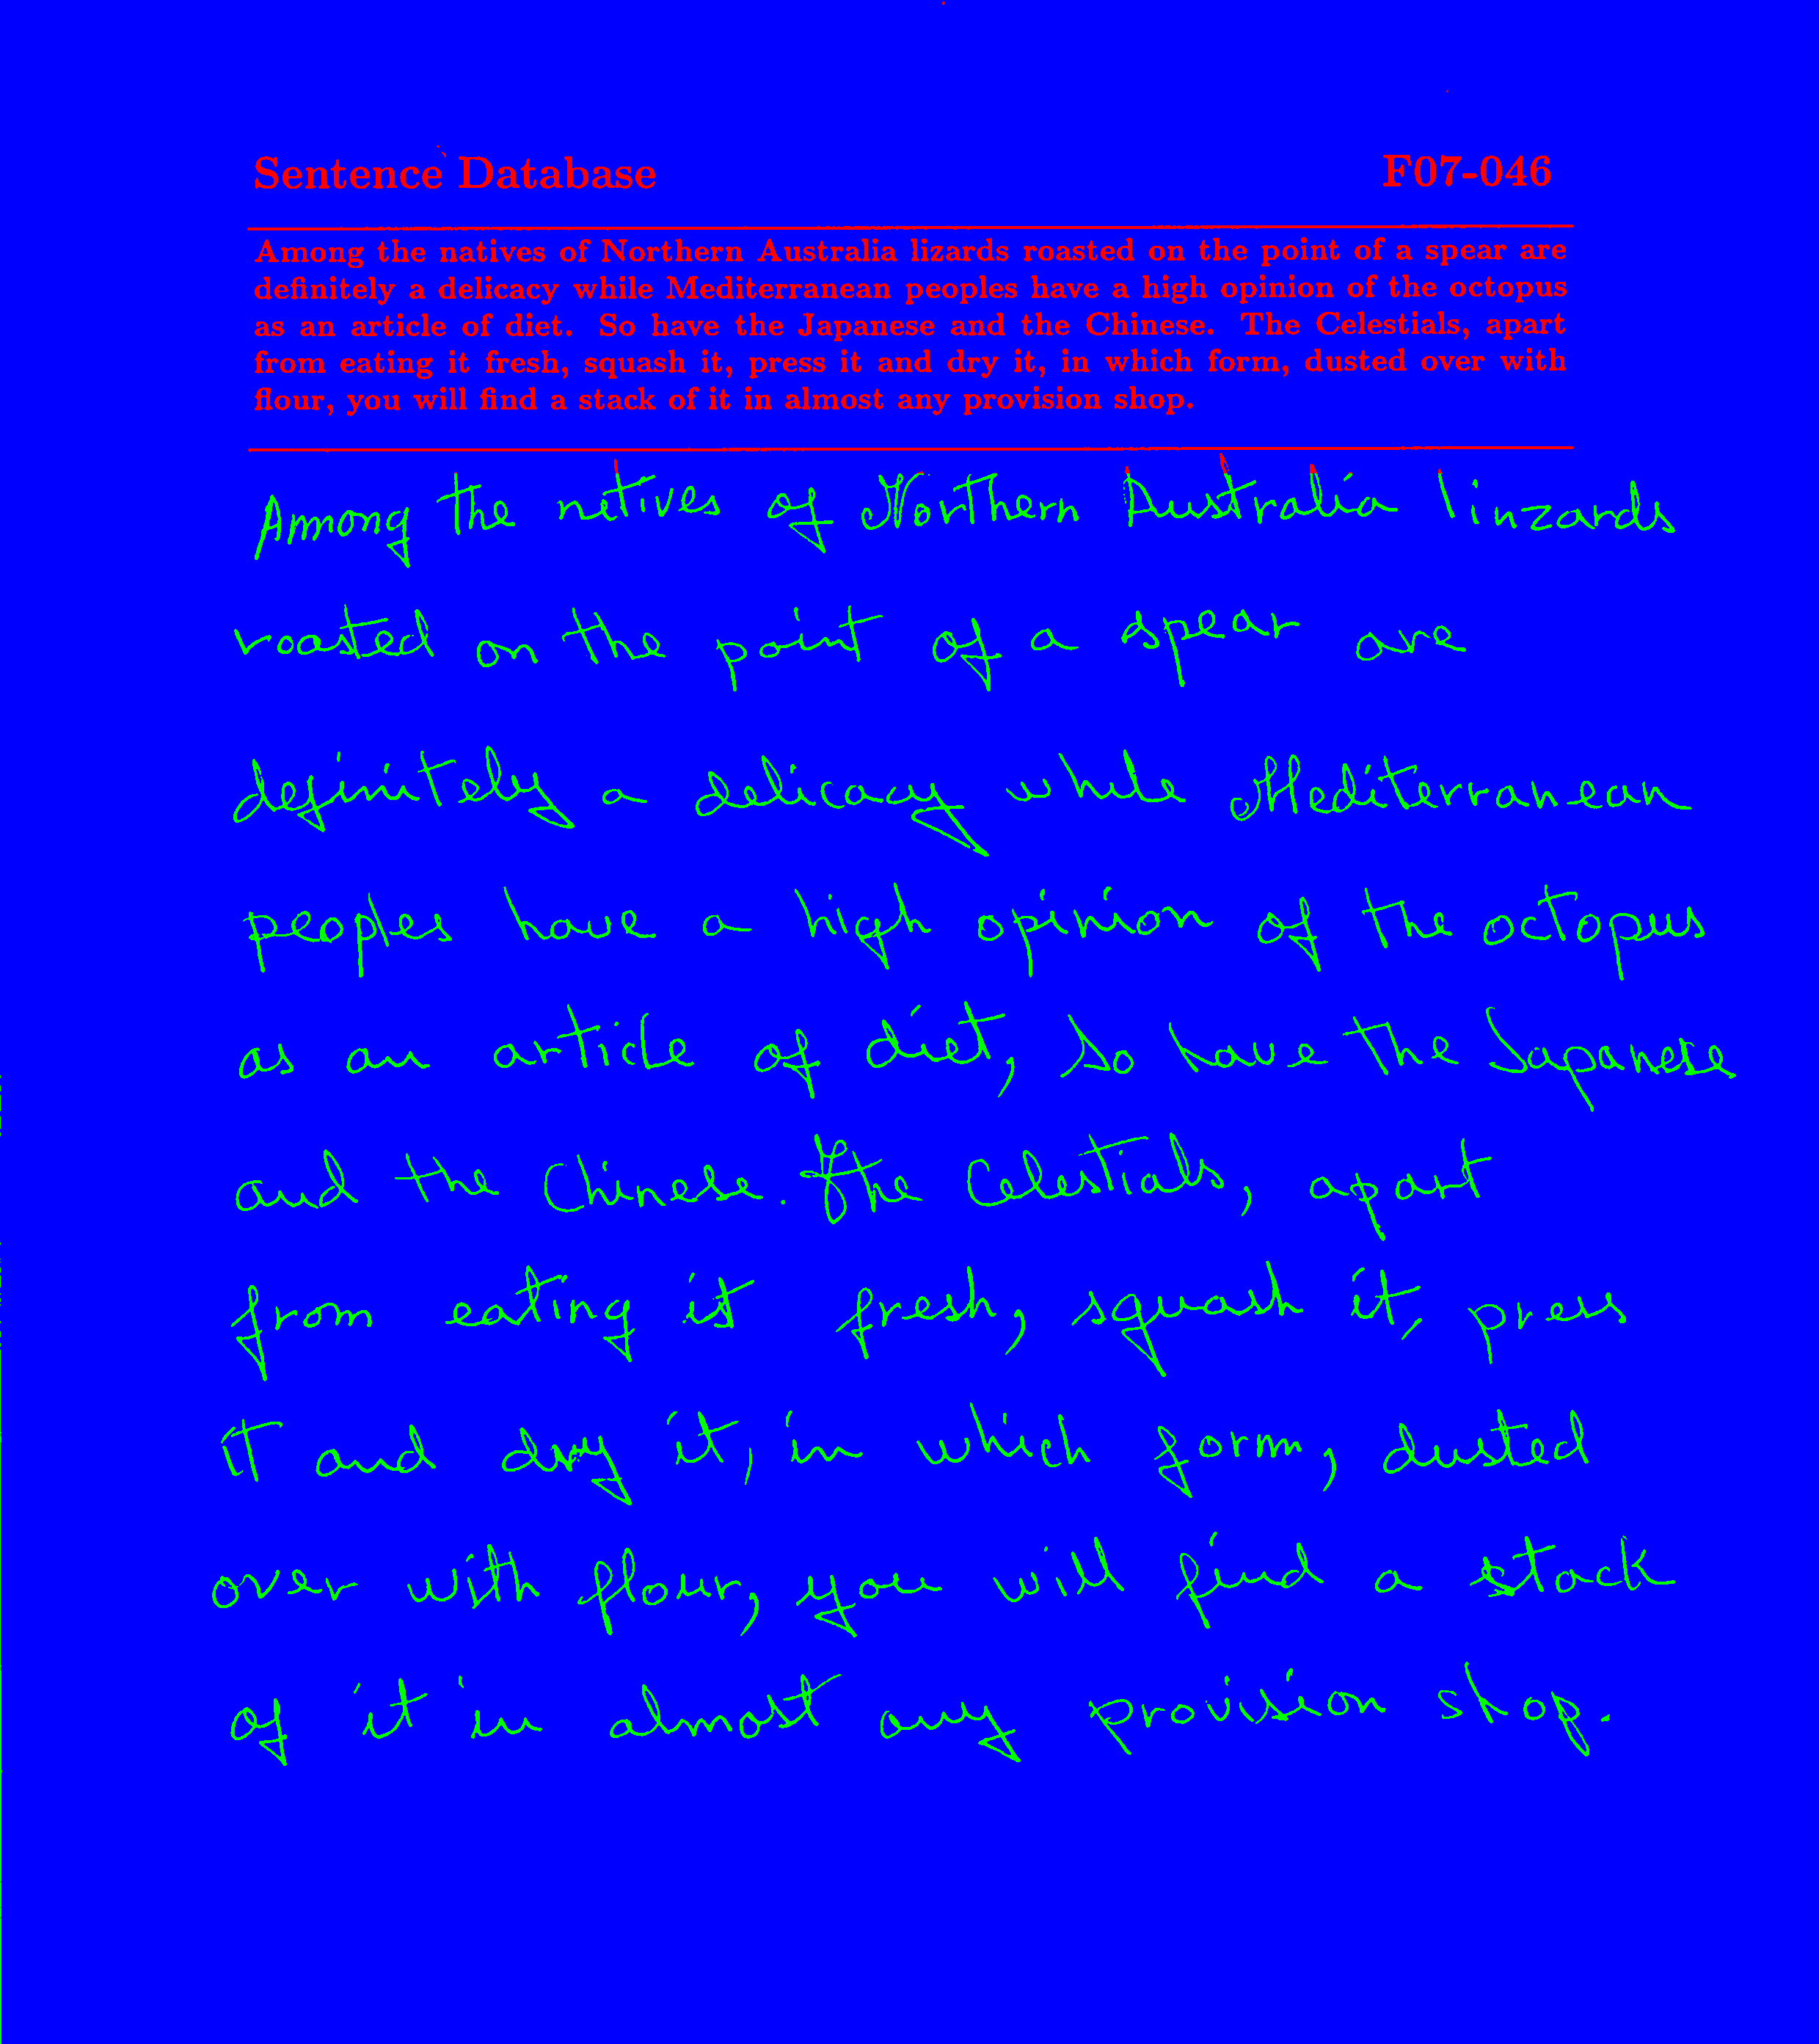 Sentence Database F07-046
Among the natives of Northern Australia lizards roasted on the point of a spear are
definitely a delicacy while Mediterranean peoples have a high opinion of the octopus
as an article of diet. So have the Japanese and the Chinese. The Celestials, apart
from eating it fresh, squash it, press it and dry it, in which form, dusted over with
flour, you will find a stack of it in almost any provision shop.
Among the netives of Northern Australia linzards
roasted on the point of a spear are
definitely a delicacy while Mediterranean
peoples have a high opinion of the octopus
as an article of diet, so have the Japanese
and the Chinese. The Celestials, apart
from eating it fresh, squash it, press
it and dry it, in which form, dusted
over with flour, you will find a stack
of it in almost any provision shop.